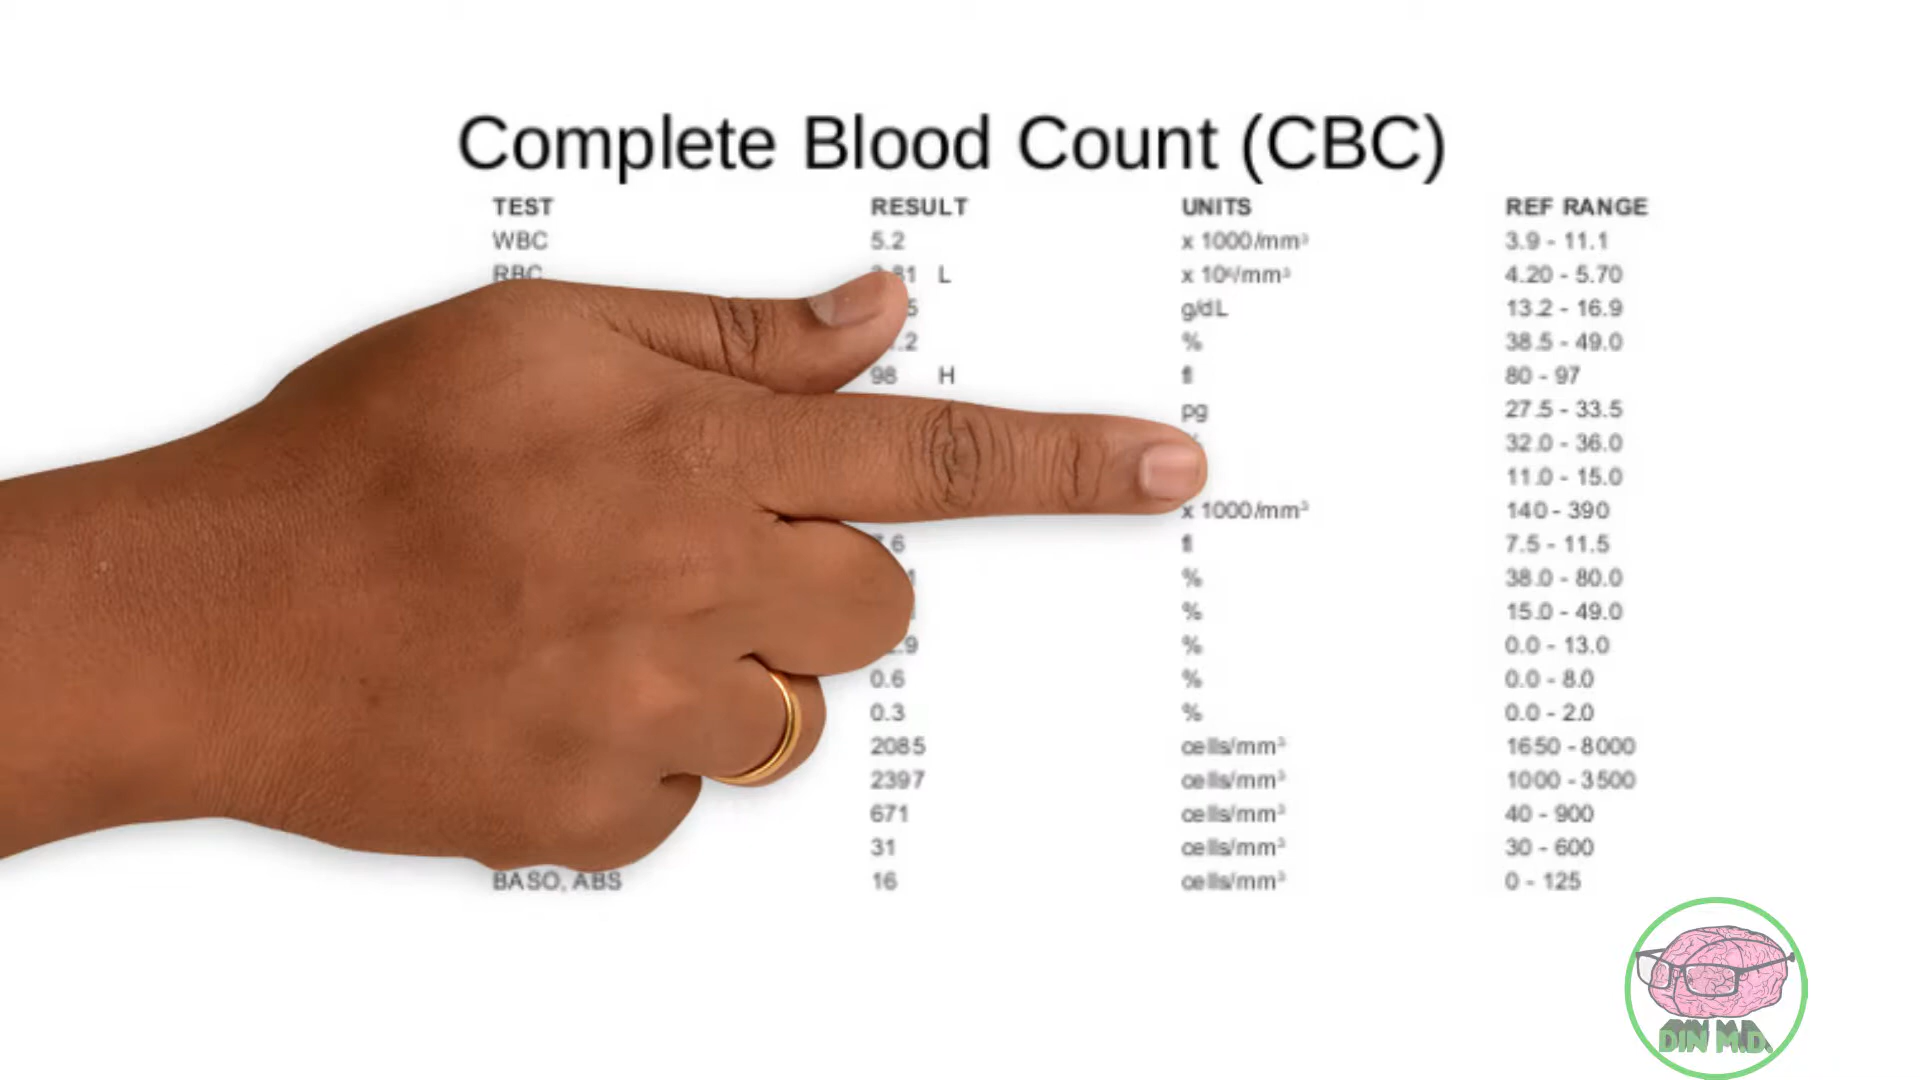 Complete Blood Count (CBC)
TEST RESULT UNITS REF RANGE
WBC 5.2 x 1000/mm³ 3.9 - 11.1
RBC L x 10⁶/mm³ 4.20 - 5.70
g/dL 13.2 - 16.9
% 38.5 - 49.0
98 H fl 80 - 97
pg 27.5 - 33.5
32.0 - 36.0
11.0 - 15.0
x 1000/mm³ 140 - 390
fl 7.5 - 11.5
% 38.0 - 80.0
% 15.0 - 49.0
% 0.0 - 13.0
0.6 % 0.0 - 8.0
0.3 % 0.0 - 2.0
2085 cells/mm³ 1650 - 8000
2397 cells/mm³ 1000 - 3500
671 cells/mm³ 40 - 900
31 cells/mm³ 30 - 600
BASO, ABS 16 cells/mm³ 0 - 125
DIN M.D.